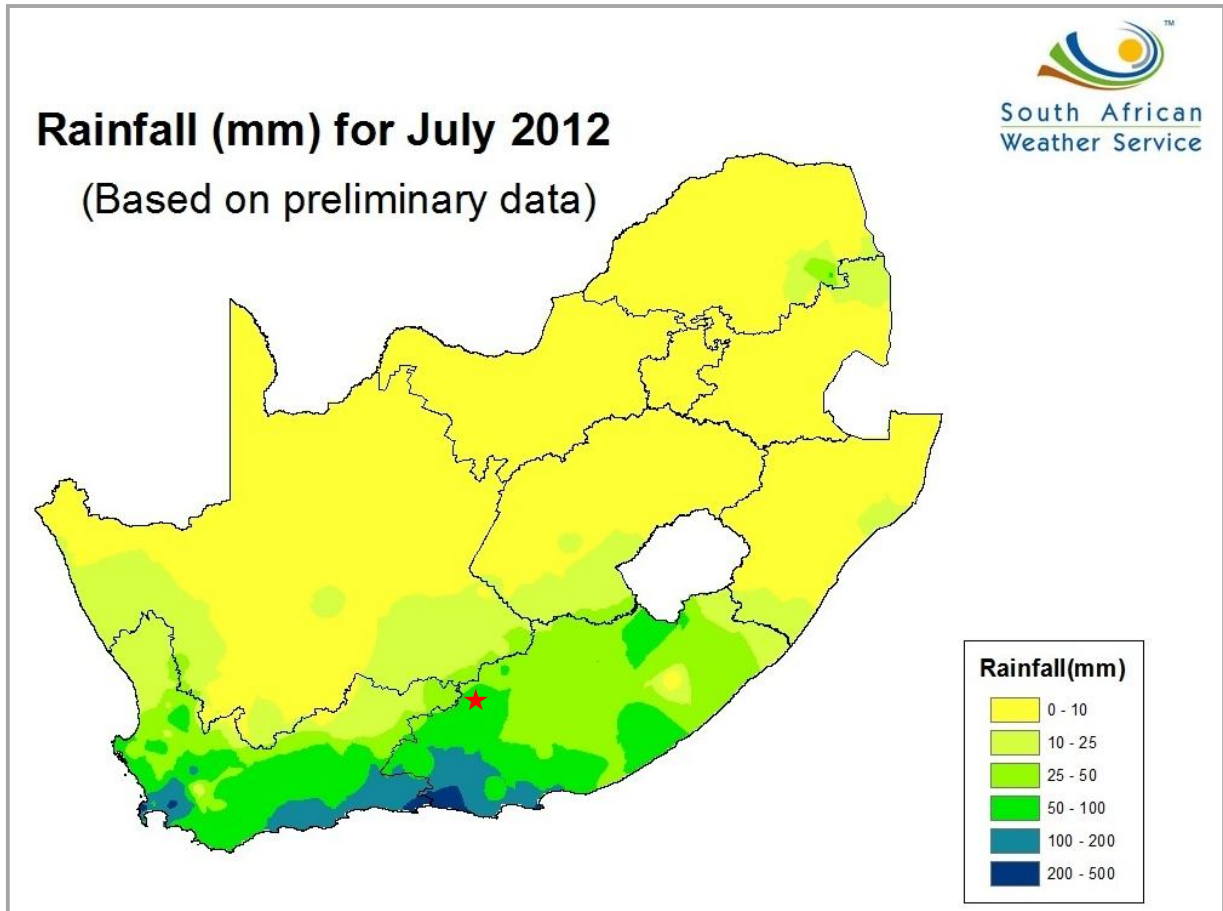 TM
South African
Weather Service
Rainfall (mm) for July 2012
(Based on preliminary data)
Rainfall(mm)
0 - 10
10 - 25
25 - 50
50 - 100
100 - 200
200 - 500